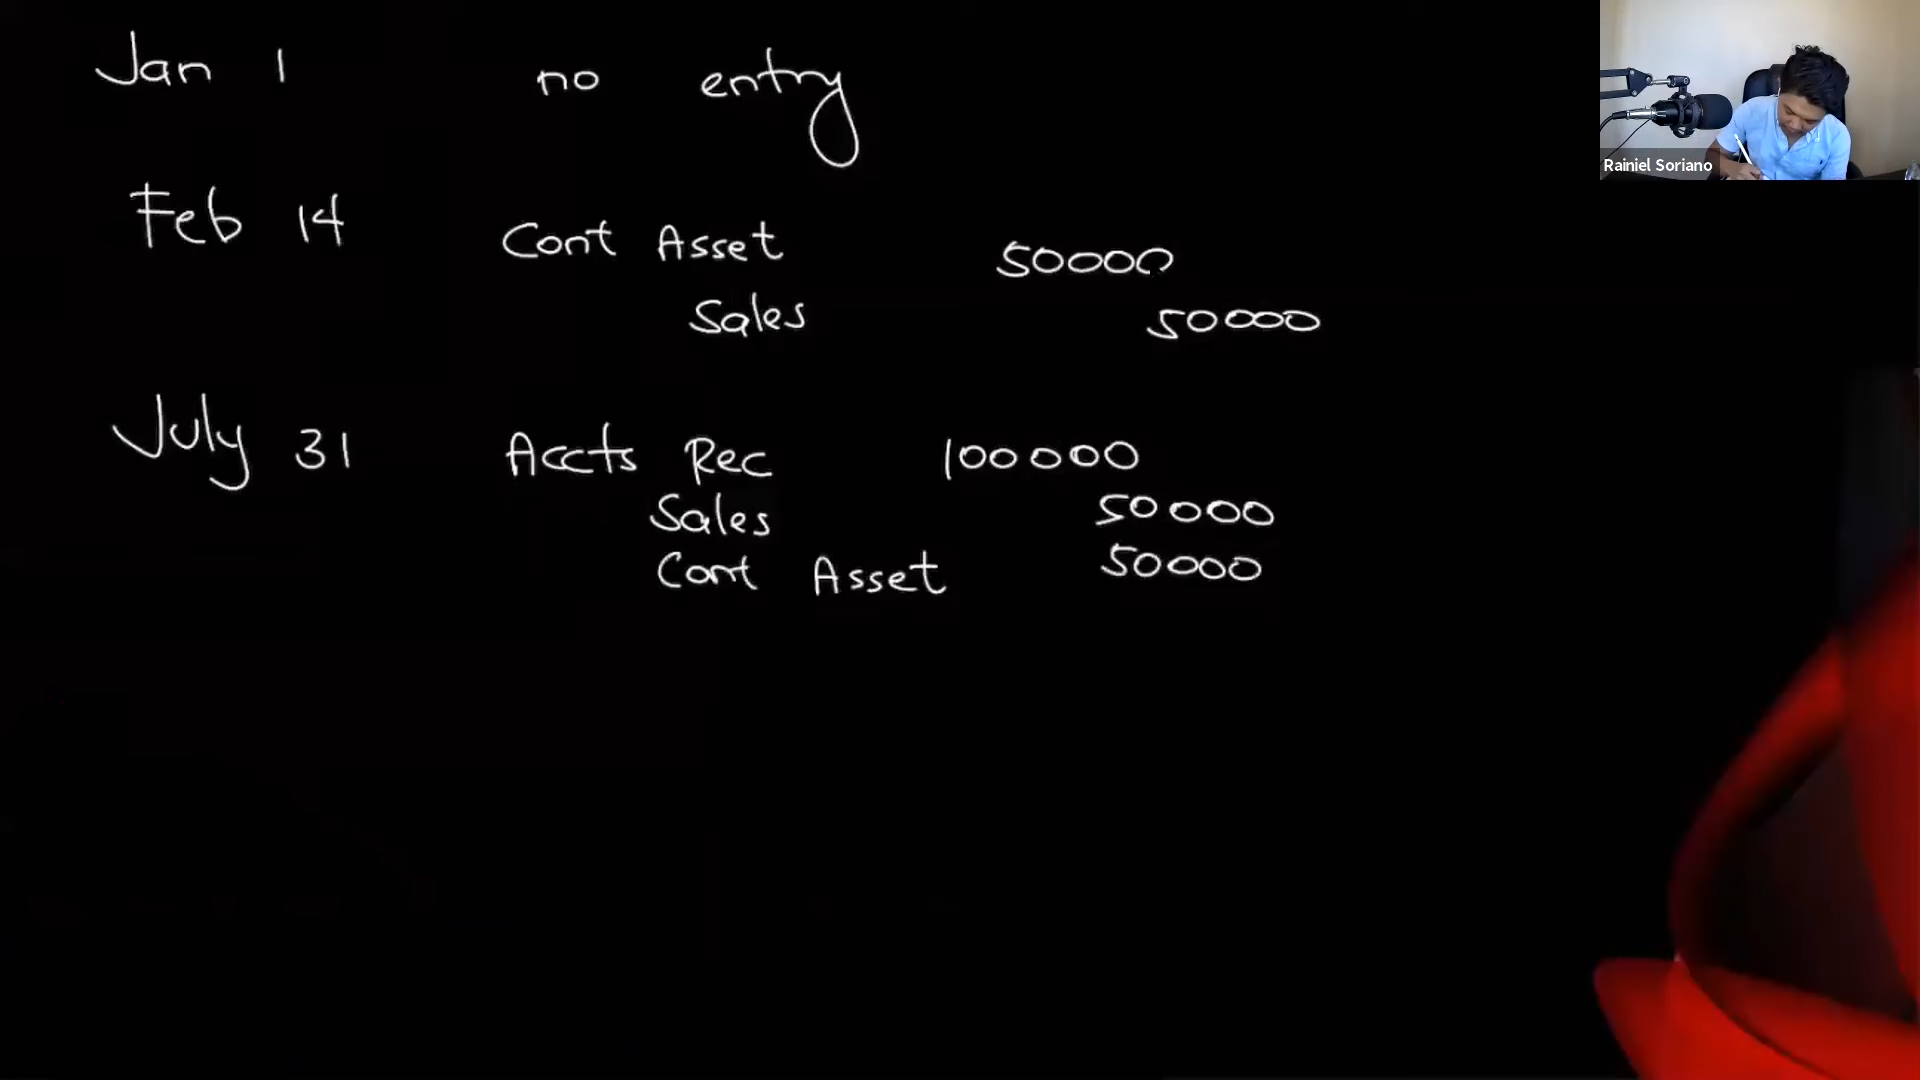 Jan 1 no entry
Rainiel Soriano
Feb 14 Cont Asset 50000
Sales 50000
July 31 Accts Rec 100000
Sales 50000
Cont Asset 50000